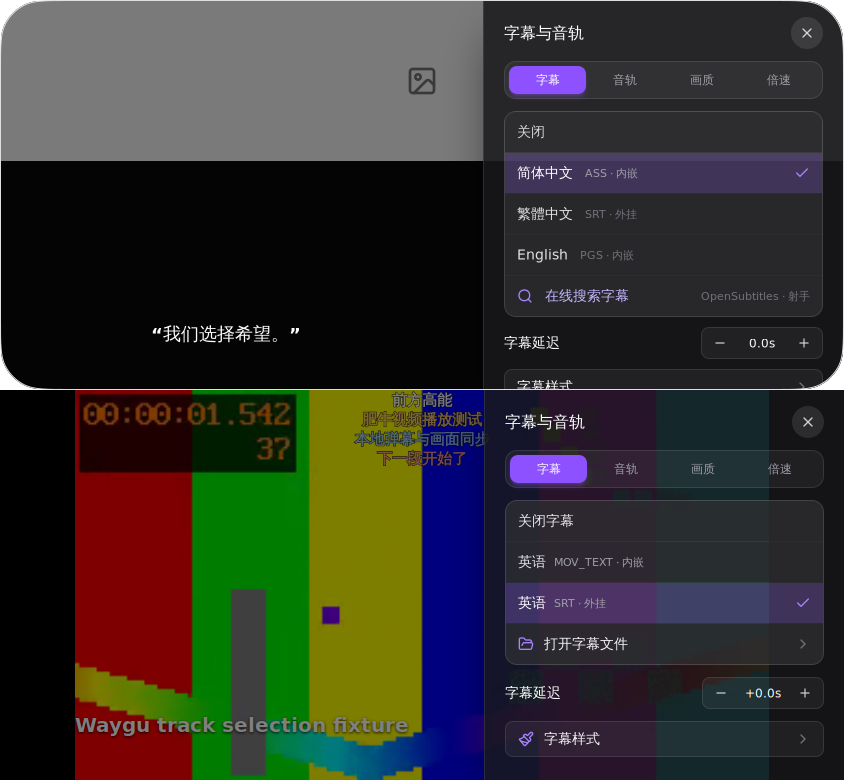 字幕与音轨
字幕 音轨 画质 倍速
关闭
简体中文 ASS · 内嵌
繁體中文 SRT · 外挂
English PGS · 内嵌
在线搜索字幕 OpenSubtitles · 射手
“我们选择希望。”
字幕延迟 − 0.0s +
字幕样式
00:00:01.542
37
前方高能
肥牛视频播放测试
本地弹幕与画面同步
下一段开始了
Waygu track selection fixture
字幕与音轨
字幕 音轨 画质 倍速
关闭字幕
英语 MOV_TEXT · 内嵌
英语 SRT · 外挂
打开字幕文件
字幕延迟 − +0.0s +
字幕样式